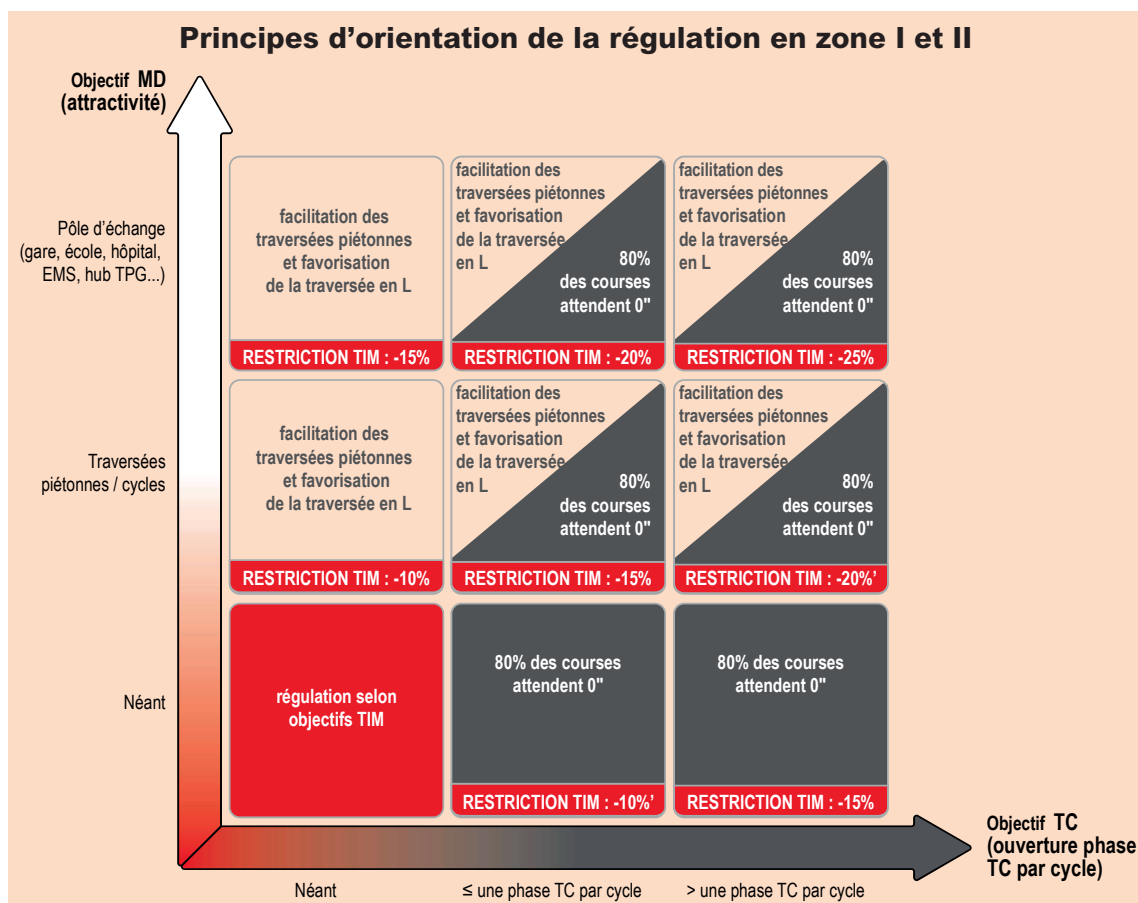 Principes d’orientation de la régulation en zone I et II
Objectif MD
(attractivité)
Pôle d’échange
(gare, école, hôpital,
EMS, hub TPG...)
facilitation des
traversées piétonnes
et favorisation
de la traversée en L
RESTRICTION TIM : -15%
facilitation des
traversées piétonnes
et favorisation
de la traversée
en L
80%
des courses
attendent 0"
RESTRICTION TIM : -20%
facilitation des
traversées piétonnes
et favorisation
de la traversée
en L
80%
des courses
attendent 0"
RESTRICTION TIM : -25%
Traversées
piétonnes / cycles
facilitation des
traversées piétonnes
et favorisation
de la traversée en L
RESTRICTION TIM : -10%
facilitation des
traversées piétonnes
et favorisation
de la traversée
en L
80%
des courses
attendent 0"
RESTRICTION TIM : -15%
facilitation des
traversées piétonnes
et favorisation
de la traversée
en L
80%
des courses
attendent 0"
RESTRICTION TIM : -20%’
Néant
régulation selon
objectifs TIM
80% des courses
attendent 0"
RESTRICTION TIM : -10%’
80% des courses
attendent 0"
RESTRICTION TIM : -15%
Objectif TC
(ouverture phase
TC par cycle)
Néant
≤ une phase TC par cycle
> une phase TC par cycle